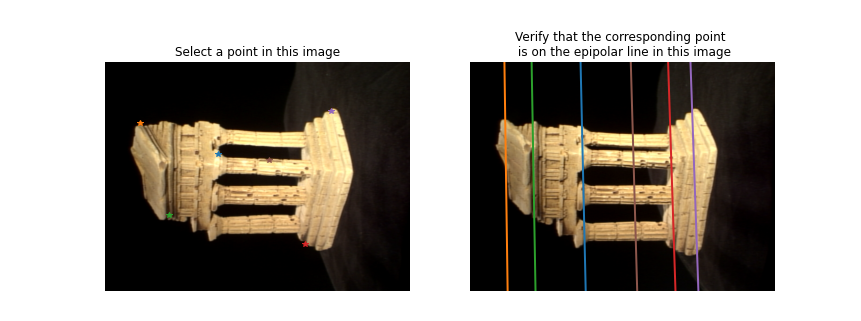 Select a point in this image
Verify that the corresponding point
is on the epipolar line in this image